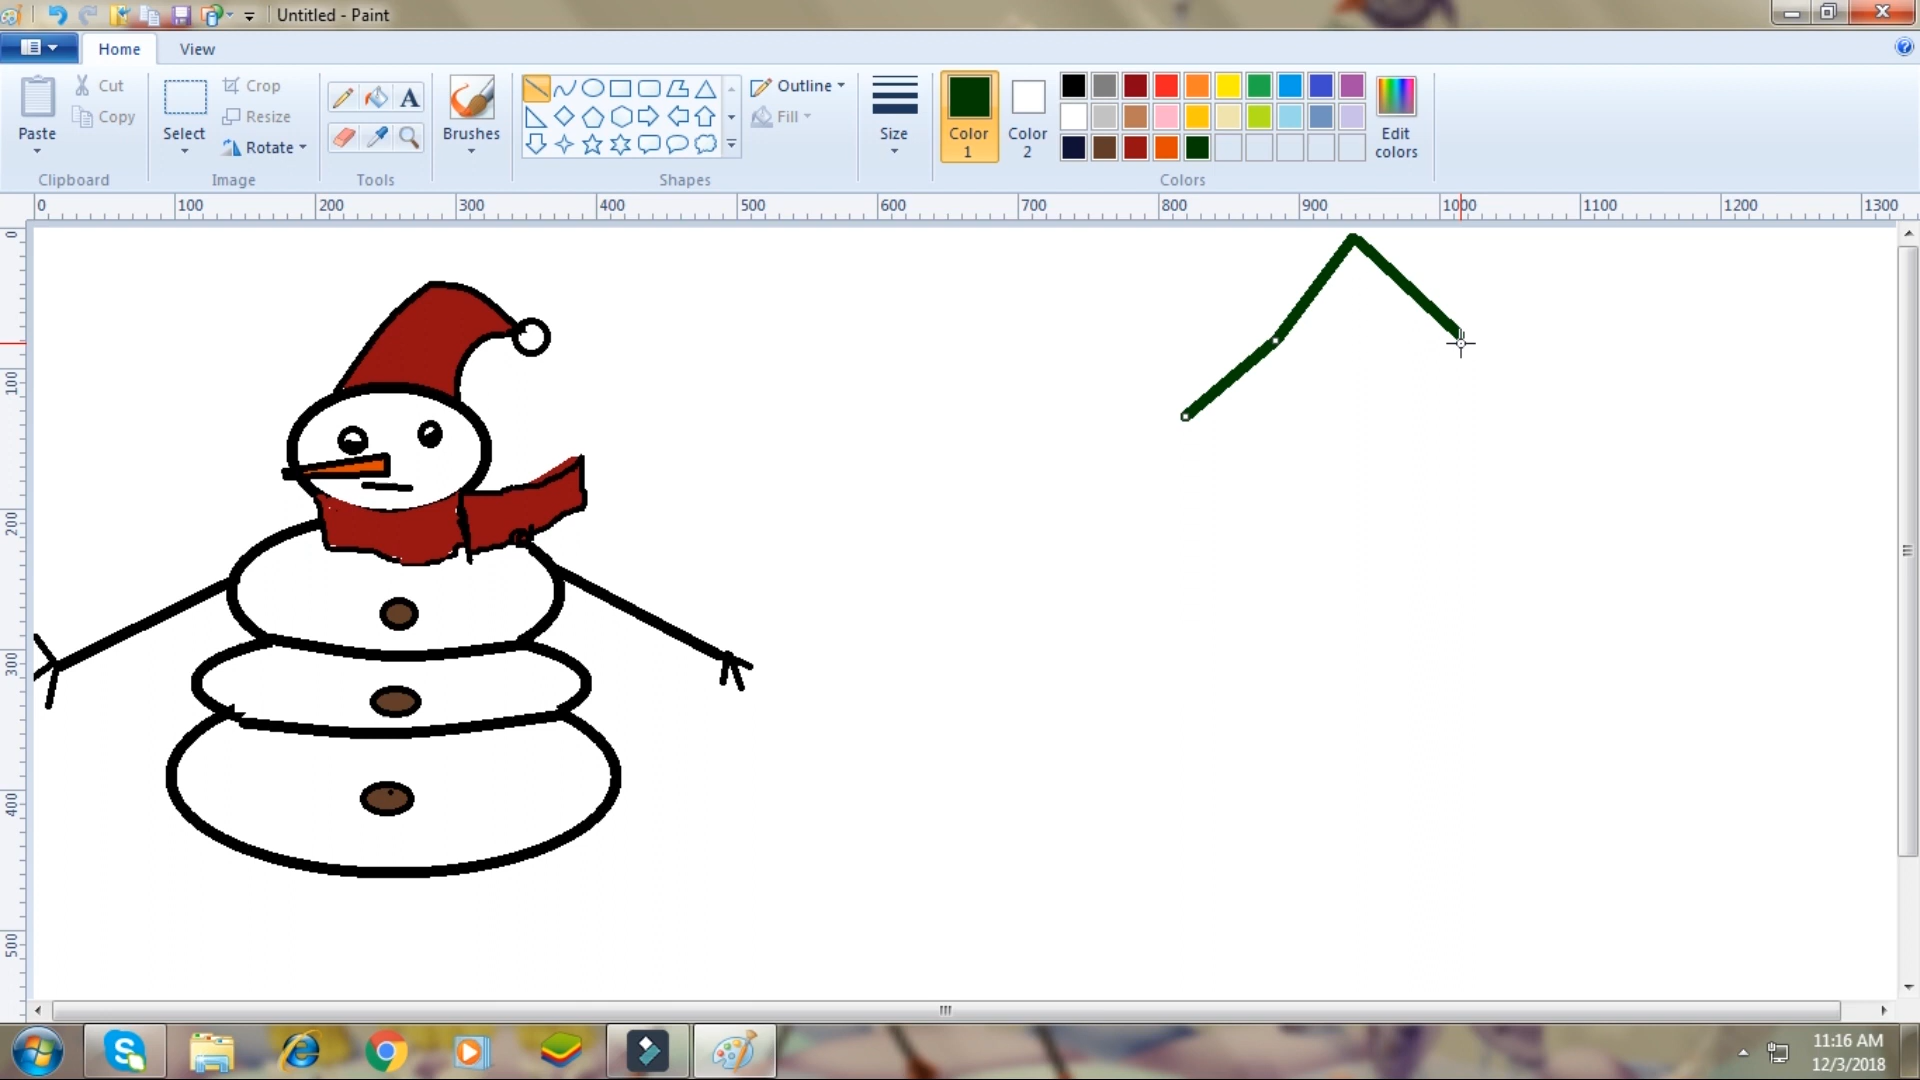 Untitled - Paint
Home View
Paste
Cut
Copy
Clipboard
Select
Crop
Resize
Rotate
Image
A
Tools
Brushes
Shapes
Outline
Fill
Size
Color 1
Color 2
Edit colors
Colors
0 100 200 300 400 500 600 700 800 900 1000 1100 1200 1300
0
100
200
300
400
500
11:16 AM
12/3/2018